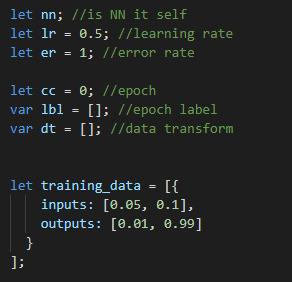 let nn; //is NN it self
let lr = 0.5; //learning rate
let er = 1; //error rate
let cc = 0; //epoch
var lbl = []; //epoch label
var dt = []; //data transform
let training_data = [{
inputs: [0.05, 0.1],
outputs: [0.01, 0.99]
}
];